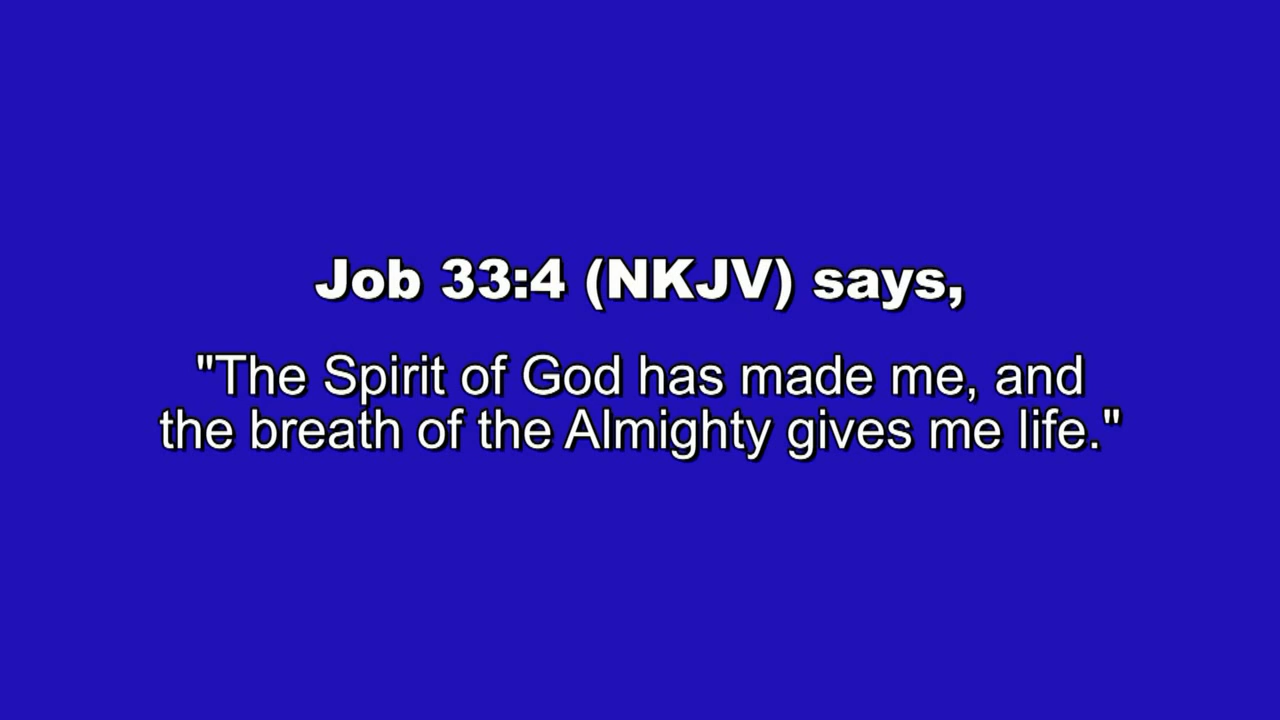 Job 33:4 (NKJV) says,
"The Spirit of God has made me, and
the breath of the Almighty gives me life."